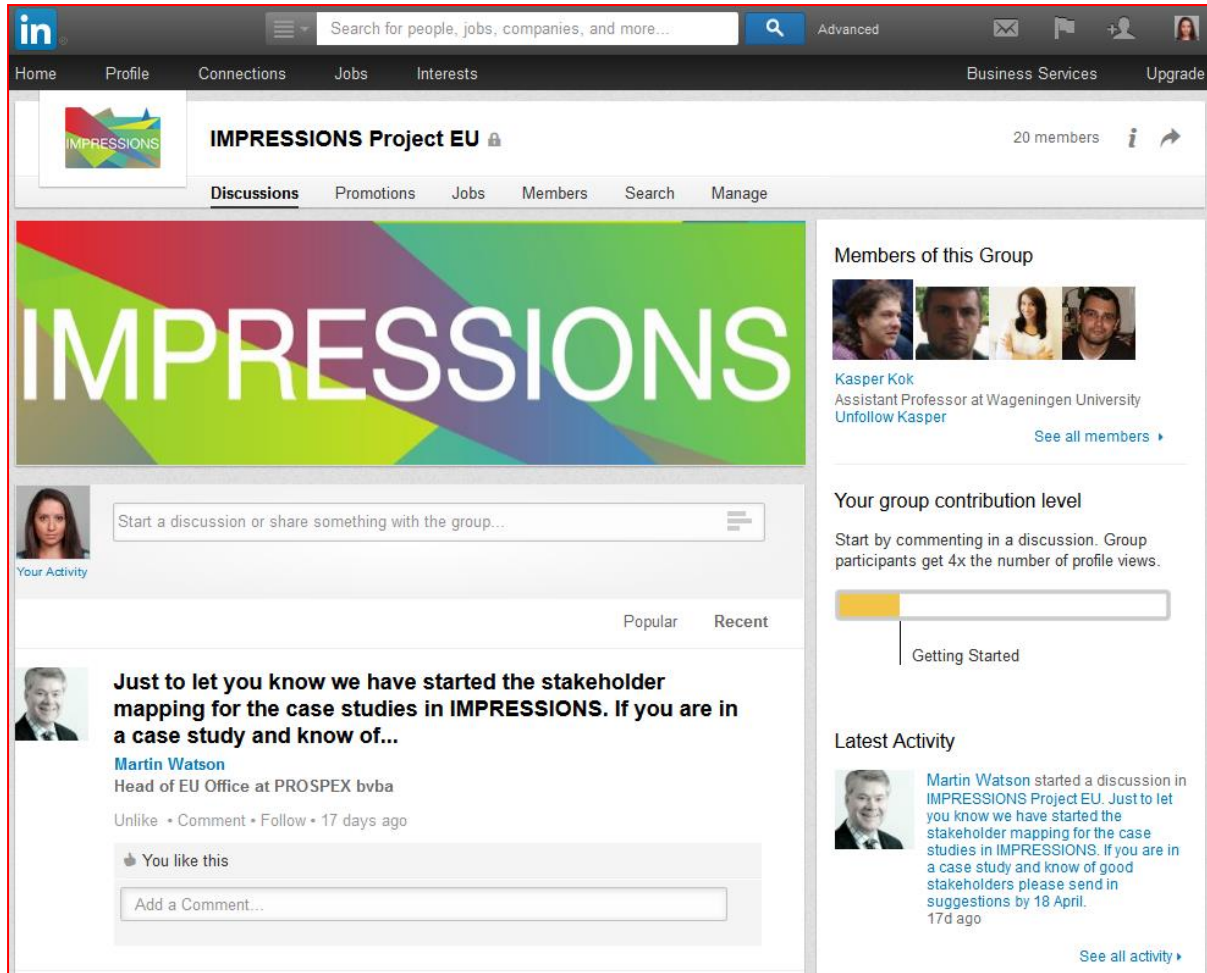 in
Search for people, jobs, companies, and more...
Advanced
Home Profile Connections Jobs Interests
Business Services Upgrade
IMPRESSIONS
IMPRESSIONS Project EU
20 members i
Discussions Promotions Jobs Members Search Manage
IMPRESSIONS
Your Activity
Start a discussion or share something with the group...
Popular Recent
Just to let you know we have started the stakeholder
mapping for the case studies in IMPRESSIONS. If you are in
a case study and know of...
Martin Watson
Head of EU Office at PROSPEX bvba
Unlike • Comment • Follow • 17 days ago
You like this
Add a Comment...
Members of this Group
Kasper Kok
Assistant Professor at Wageningen University
Unfollow Kasper
See all members
Your group contribution level
Start by commenting in a discussion. Group
participants get 4x the number of profile views.
Getting Started
Latest Activity
Martin Watson started a discussion in
IMPRESSIONS Project EU. Just to let
you know we have started the
stakeholder mapping for the case
studies in IMPRESSIONS. If you are in
a case study and know of good
stakeholders please send in
suggestions by 18 April.
17d ago
See all activity